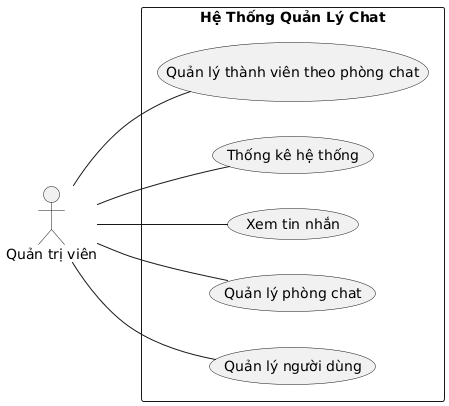 Hệ Thống Quản Lý Chat
Quản lý thành viên theo phòng chat
Thống kê hệ thống
Xem tin nhắn
Quản trị viên
Quản lý phòng chat
Quản lý người dùng